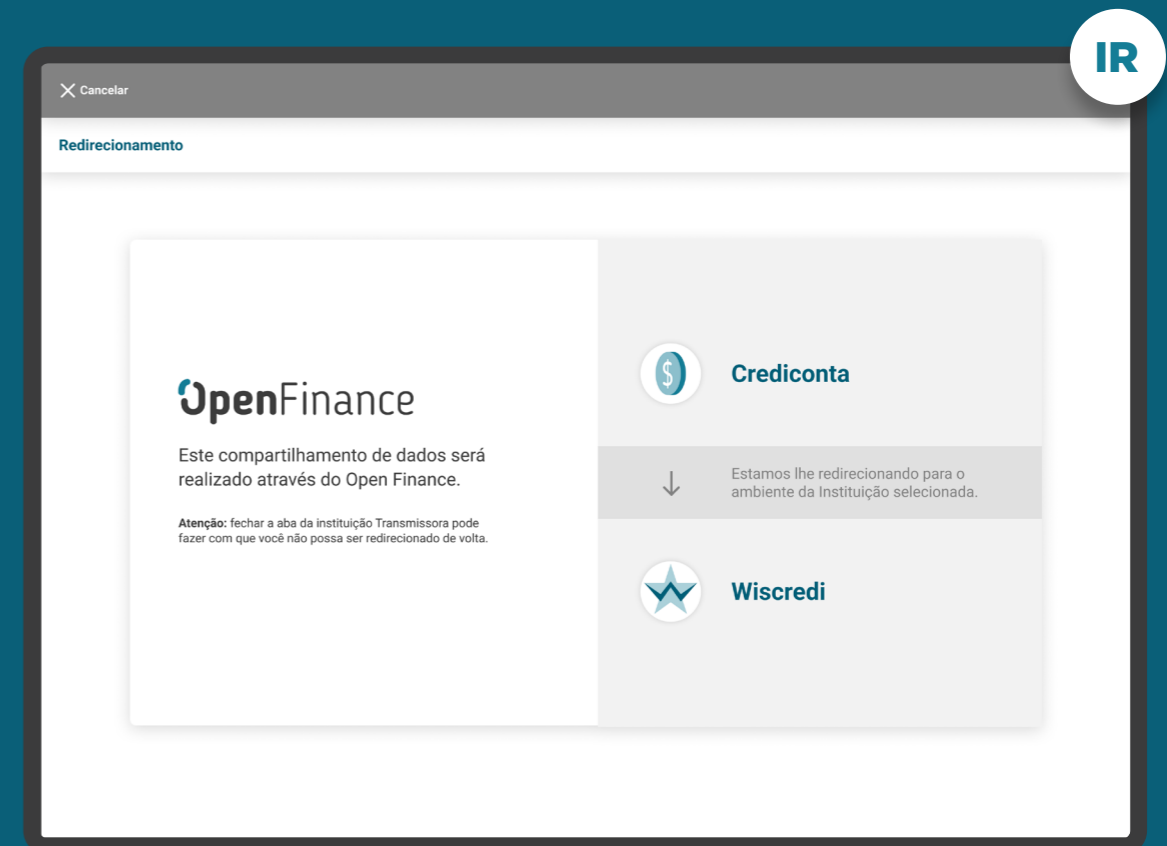 IR
Cancelar
Redirecionamento
OpenFinance
Este compartilhamento de dados será
realizado através do Open Finance.
Atenção: fechar a aba da instituição Transmissora pode
fazer com que você não possa ser redirecionado de volta.
$ Crediconta
Estamos lhe redirecionando para o
ambiente da Instituição selecionada.
Wiscredi